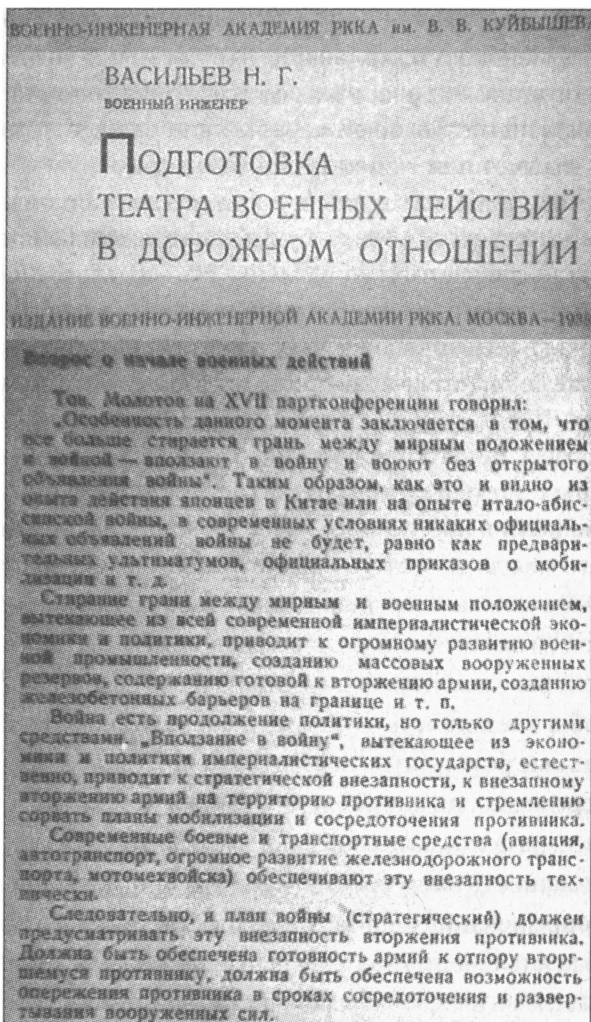 ВОЕННО-ИНЖЕНЕРНАЯ АКАДЕМИЯ РККА им. В. В. КУЙБЫШЕВА
ВАСИЛЬЕВ Н. Г.
ВОЕННЫЙ ИНЖЕНЕР
ПОДГОТОВКА
ТЕАТРА ВОЕННЫХ ДЕЙСТВИЙ
В ДОРОЖНОМ ОТНОШЕНИИ
ИЗДАНИЕ ВОЕННО-ИНЖЕНЕРНОЙ АКАДЕМИИ РККА. МОСКВА—
Вопрос о начале военных действий
Тов. Молотов на XVII партконференции говорил:
„Особенность данного момента заключается в том, что
все больше стирается грань между мирным положением
и войной — вползают в войну и воюют без открытого
объявления войны“. Таким образом, как это и видно из
опыта действия японцев в Китае или на опыте итало-абис-
синской войны, в современных условиях никаких официаль-
ных объявлений войны не будет, равно как предвари-
тельных ультиматумов, официальных приказов о моби-
лизации и т. д.
Стирание грани между мирным и военным положением,
вытекающее из всей современной империалистической эко-
номики и политики, приводит к огромному развитию воен-
ной промышленности, созданию массовых вооруженных
резервов, содержанию готовой к вторжению армии, созданию
железобетонных барьеров на границе и т. п.
Война есть продолжение политики, но только другими
средствами. „Вползание в войну“, вытекающее из эконо-
мики и политики империалистических государств, естест-
венно, приводит к стратегической внезапности, к внезапному
вторжению армий на территорию противника и стремлению
сорвать планы мобилизации и сосредоточения противника.
Современные боевые и транспортные средства (авиация,
автотранспорт, огромное развитие железнодорожного транс-
порта, мотомехвойска) обеспечивают эту внезапность тех-
нически.
Следовательно, и план войны (стратегический) должен
предусматривать эту внезапность вторжения противника.
Должна быть обеспечена готовность армий к отпору вторг-
шемуся противнику, должна быть обеспечена возможность
опережения противника в сроках сосредоточения и развер-
тывания вооруженных сил.